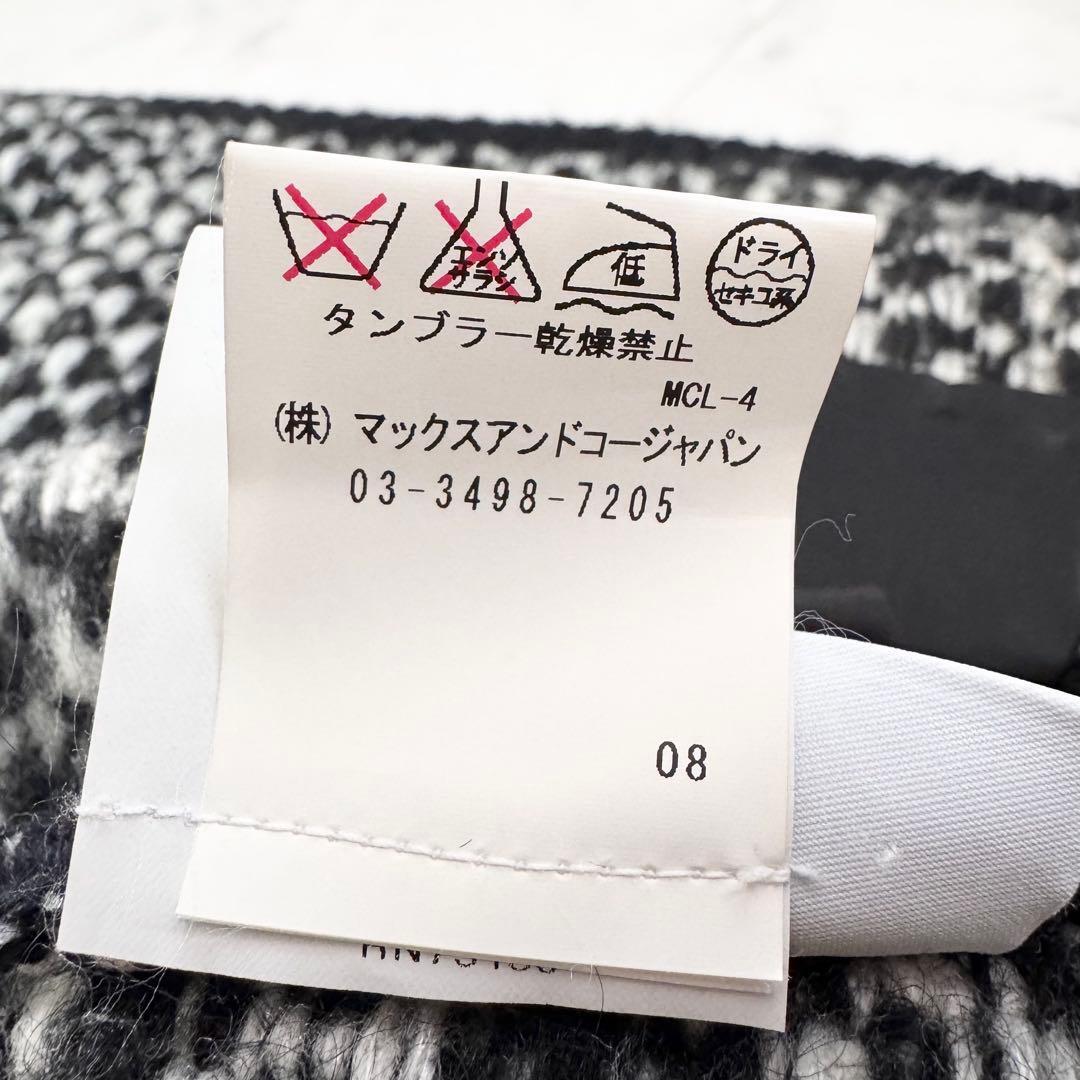 エンソ サラシ
低
ドライ
セキユ系
タンブラー乾燥禁止
MCL-4
(株) マックスアンドコージャパン
03-3498-7205
08